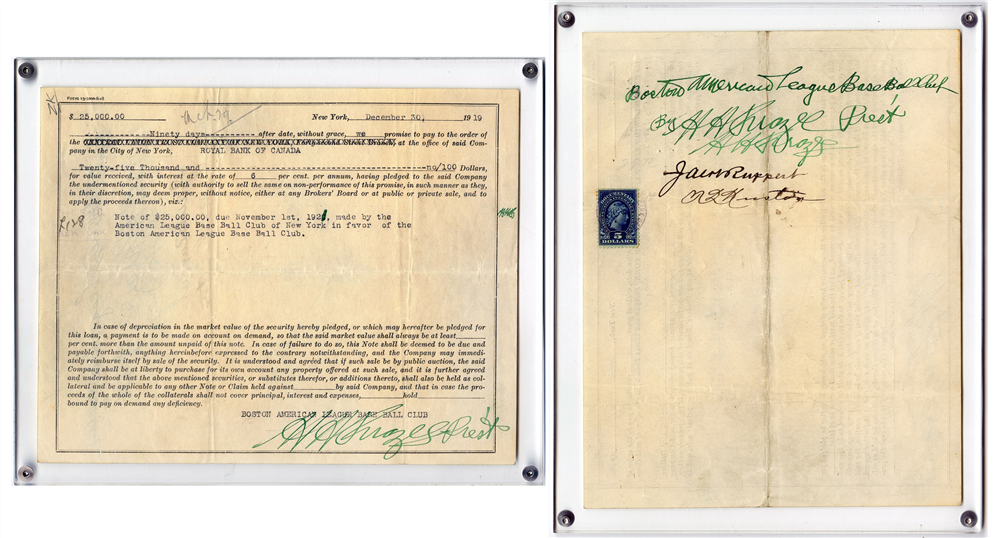 $ 25,000.00 New York, December 30, 1919
Ninety days after date, without grace, we promise to pay to the order of
the at the office of said Com-
pany in the City of New York, ROYAL BANK OF CANADA
Twenty-five Thousand and no/100 Dollars,
for value received, with interest at the rate of 6 per cent. per annum, having pledged to the said Company
the undermentioned security (with authority to sell the same on non-performance of this promise, in such manner as they,
in their discretion, may deem proper, without notice, either at any Brokers' Board or at public or private sale, and to
apply the proceeds thereon), viz:
Note of $25,000.00, due November 1st, 1921, made by the
American League Base Ball Club of New York in favor of the
Boston American League Base Ball Club.
In case of depreciation in the market value of the security hereby pledged, or which may hereafter be pledged for
this loan, a payment is to be made on account on demand, so that the said market value shall always be at least
per cent. more than the amount unpaid of this note. In case of failure to do so, this Note shall be deemed to be due and
payable forthwith, anything hereinbefore expressed to the contrary notwithstanding, and the Company may immedi-
ately reimburse itself by sale of the security. It is understood and agreed that if such sale be by public auction, the said
Company shall be at liberty to purchase for its own account any property offered at such sale, and it is further agreed
and understood that the above mentioned securities, or substitutes therefor, or additions thereto, shall also be held as col-
lateral and be applicable to any other Note or Claim held against by said Company, and that in case the pro-
ceeds of the whole of the collaterals shall not cover principal, interest and expenses, hold
bound to pay on demand any deficiency.
BOSTON AMERICAN LEAGUE BASE BALL CLUB
H H Frazee Prest
Boston American League Base Ball Club
By H H Frazee Prest
H H Frazee
Jacob Ruppert
DOCUMENTARY
5
DOLLARS